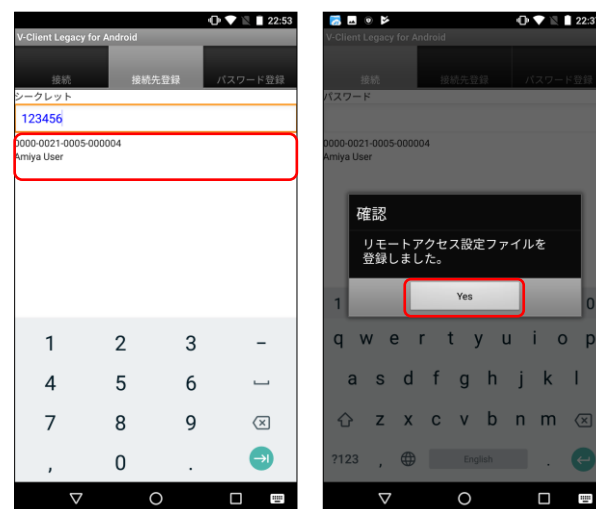 22:53
V-Client Legacy for Android
接続
接続先登録
パスワード登録
シークレット
123456
0000-0021-0005-000004
Amiya User
1 2 3 –
4 5 6
7 8 9
, 0 .
22:37
V-Client Legacy for Android
接続
接続先登録
パスワード登録
パスワード
0000-0021-0005-000004
Amiya User
確認
リモートアクセス設定ファイルを
登録しました。
Yes
1 0
q w e r t y u i o p
a s d f g h j k l
z x c v b n m
?123 , English .